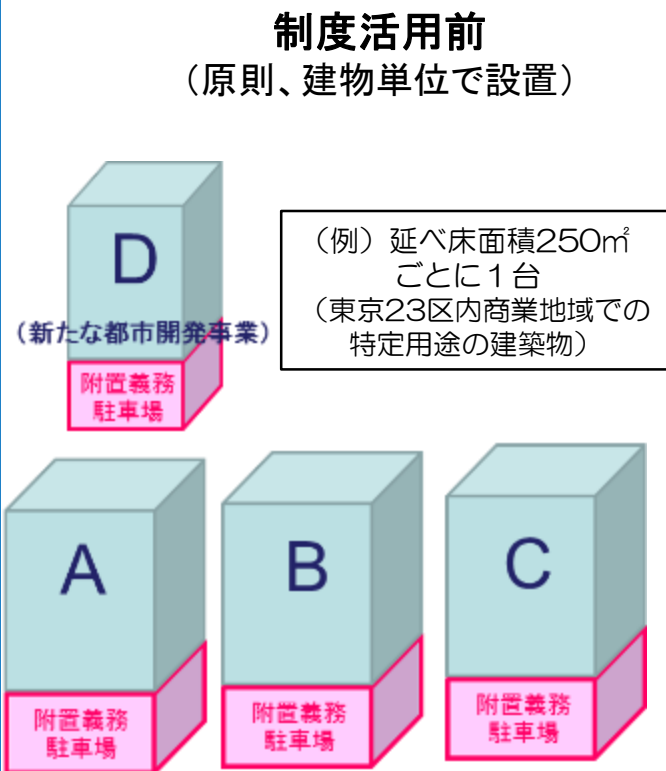 制度活用前
（原則、建物単位で設置）
D
（新たな都市開発事業）
附置義務
駐車場
（例）延べ床面積250㎡
ごとに１台
（東京23区内商業地域での
特定用途の建築物）
A
附置義務
駐車場
B
附置義務
駐車場
C
附置義務
駐車場